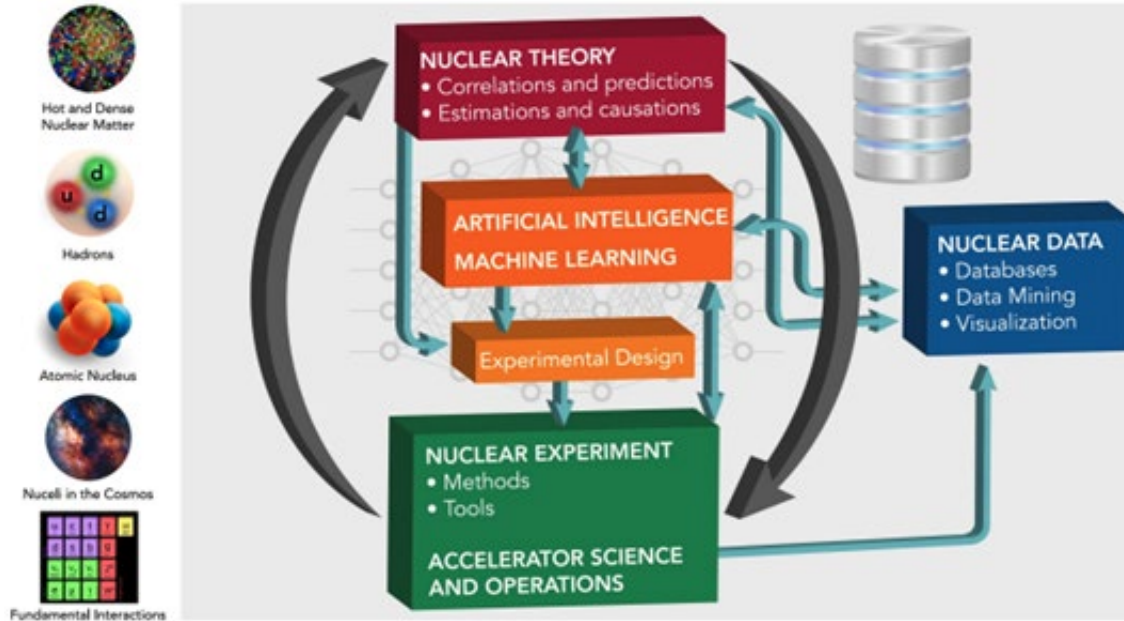 Hot and Dense
Nuclear Matter
u
d
d
Hadrons
Atomic Nucleus
Nuceli in the Cosmos
Fundamental Interactions
NUCLEAR THEORY
• Correlations and predictions
• Estimations and causations
ARTIFICIAL INTELLIGENCE
MACHINE LEARNING
Experimental Design
NUCLEAR EXPERIMENT
• Methods
• Tools
ACCELERATOR SCIENCE
AND OPERATIONS
NUCLEAR DATA
• Databases
• Data Mining
• Visualization